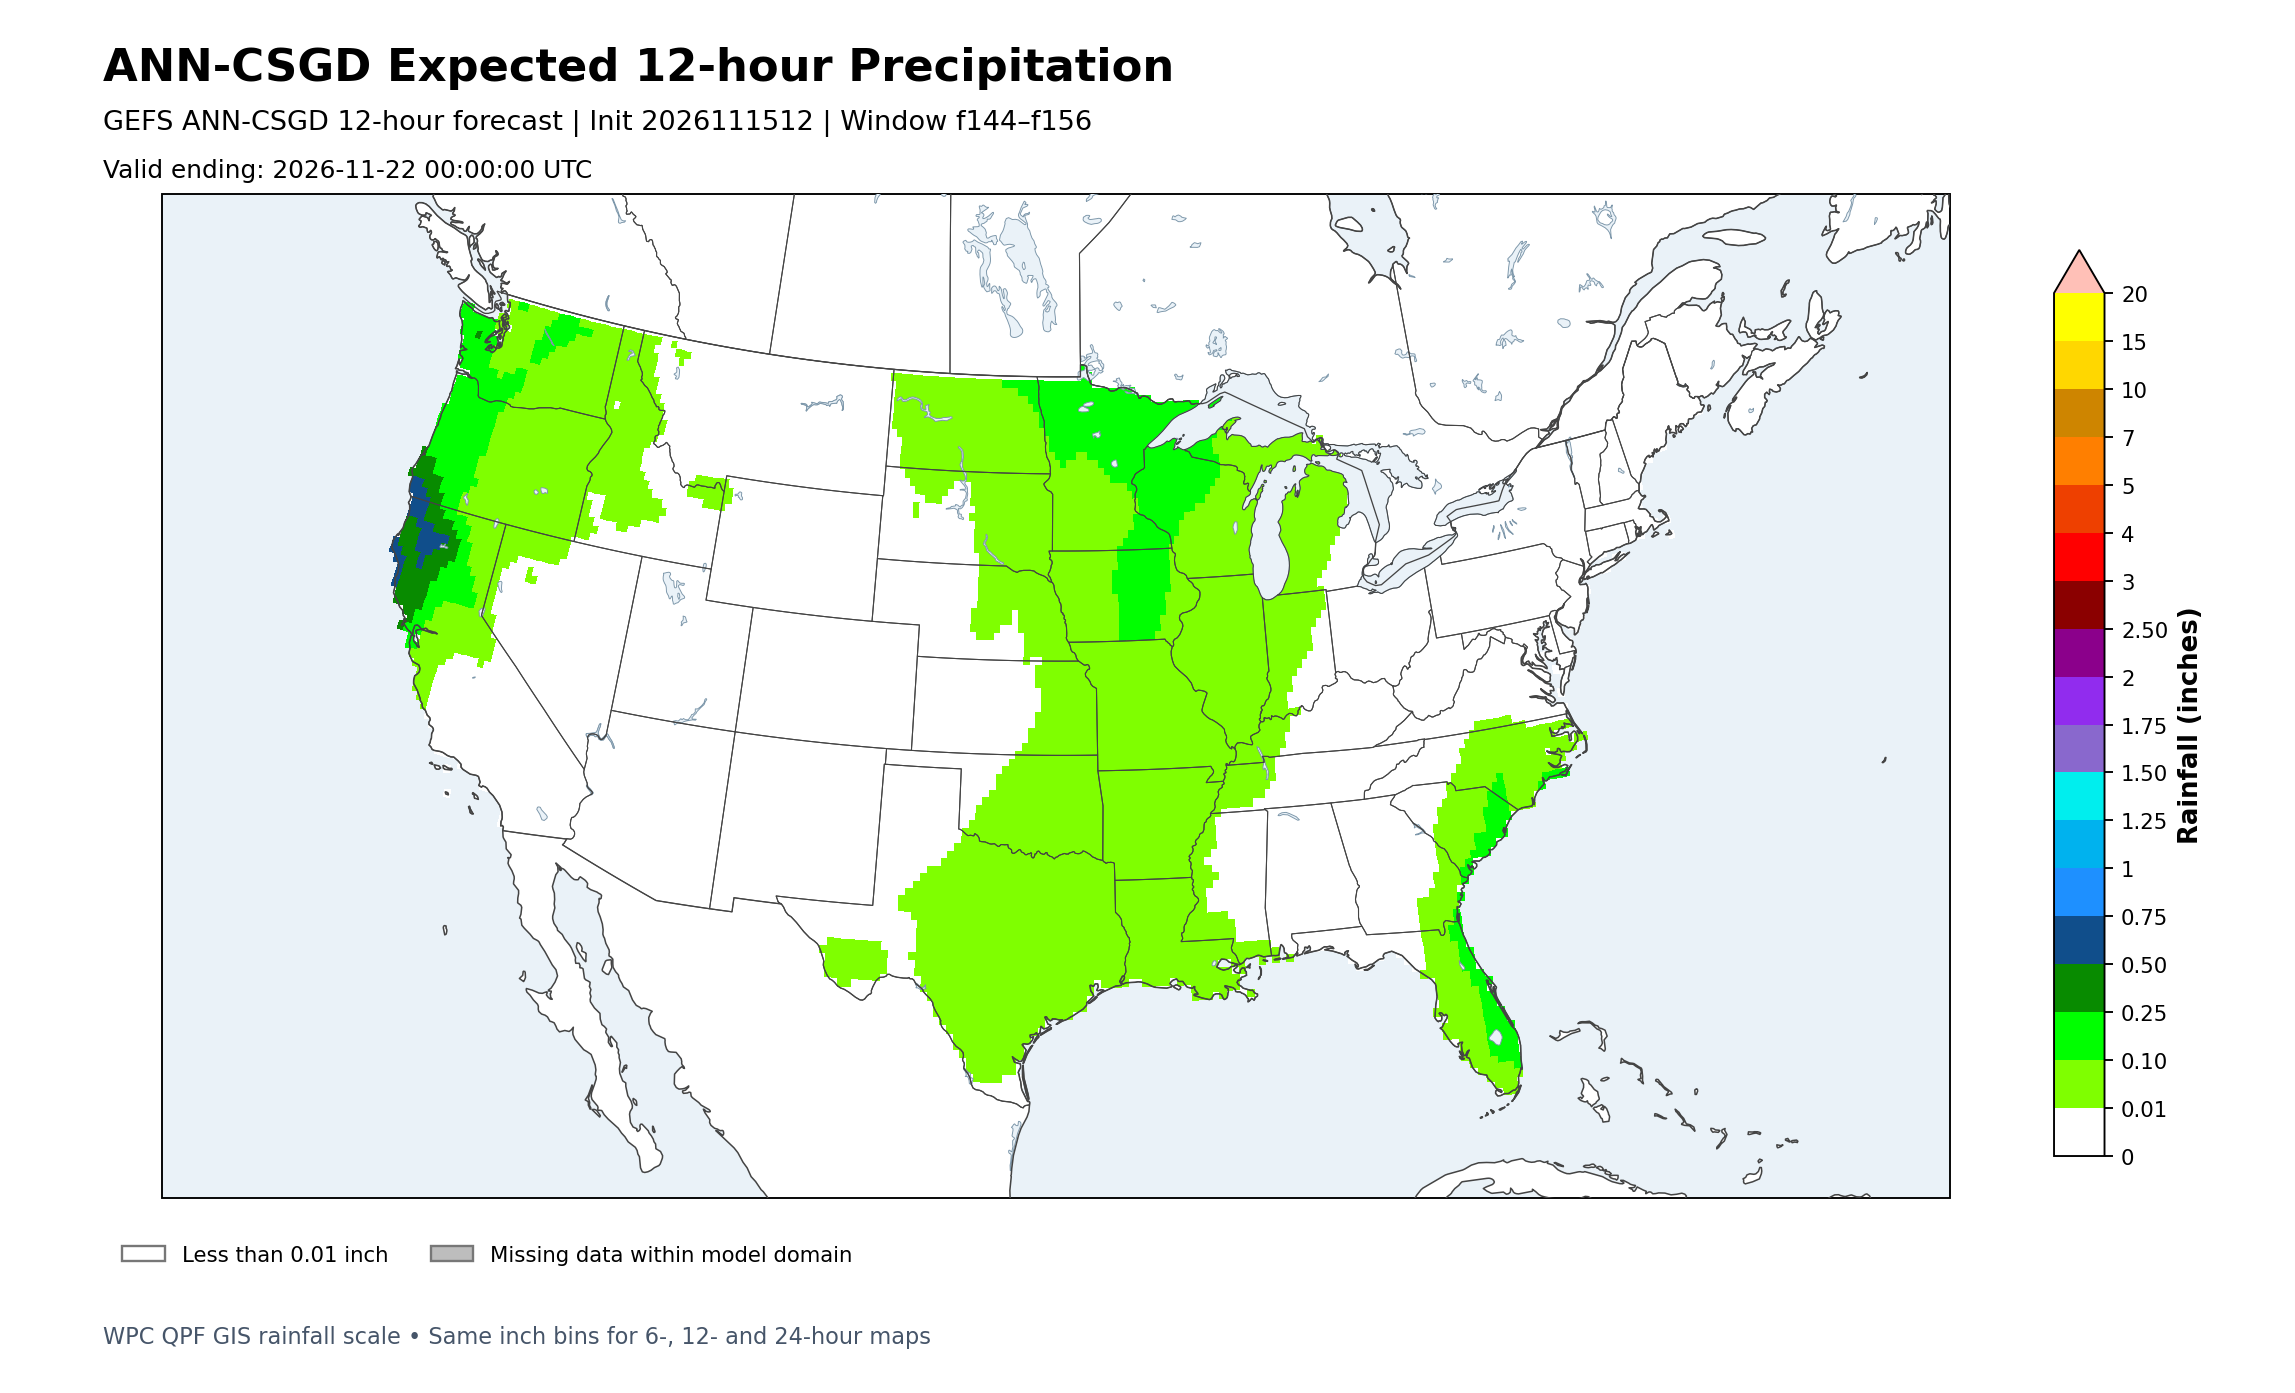 ANN-CSGD Expected 12-hour Precipitation
GEFS ANN-CSGD 12-hour forecast | Init 2026111512 | Window f144–f156
Valid ending: 2026-11-22 00:00:00 UTC
20
15
10
7
5
4
3
2.50
2
1.75
1.50
1.25
1
0.75
0.50
0.25
0.10
0.01
0
Rainfall (inches)
Less than 0.01 inch
Missing data within model domain
WPC QPF GIS rainfall scale • Same inch bins for 6-, 12- and 24-hour maps